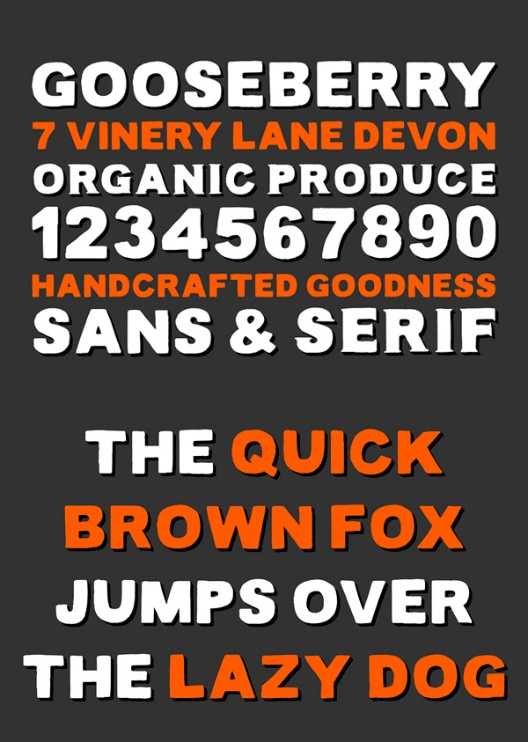 GOOSEBERRY
7 VINERY LANE DEVON
ORGANIC PRODUCE
1234567890
HANDCRAFTED GOODNESS
SANS & SERIF
THE QUICK
BROWN FOX
JUMPS OVER
THE LAZY DOG